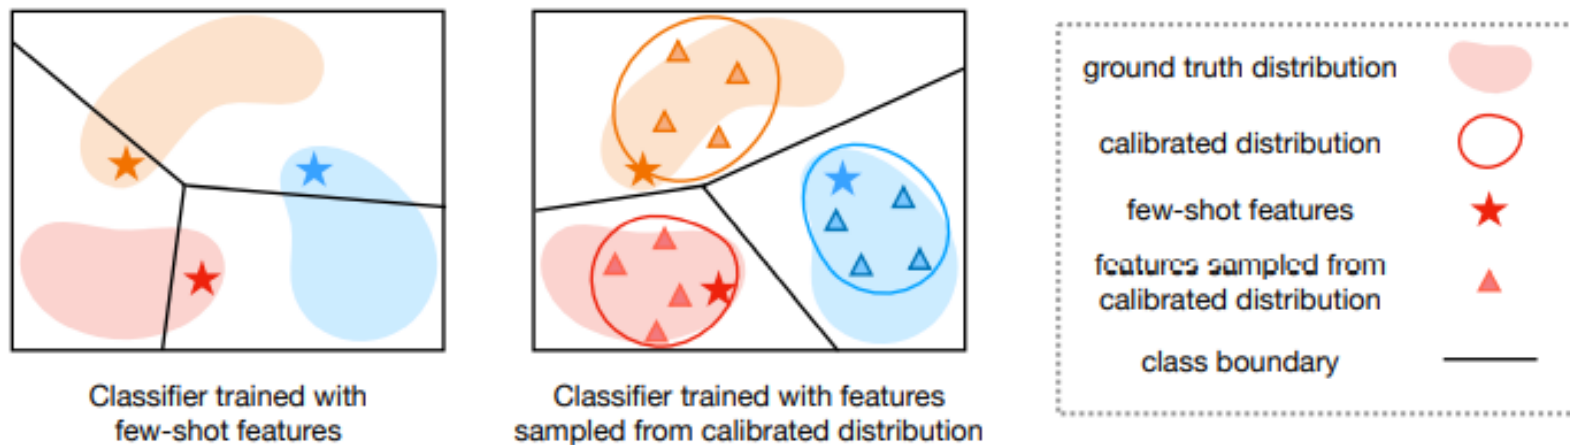 Classifier trained with
few-shot features
Classifier trained with features
sampled from calibrated distribution
ground truth distribution
calibrated distribution
few-shot features
features sampled from
calibrated distribution
class boundary